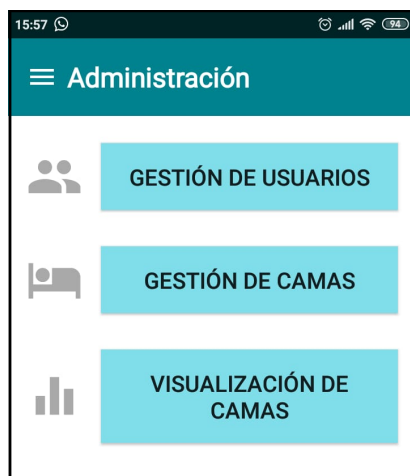 15:57 94
Administración
GESTIÓN DE USUARIOS
GESTIÓN DE CAMAS
VISUALIZACIÓN DE
CAMAS